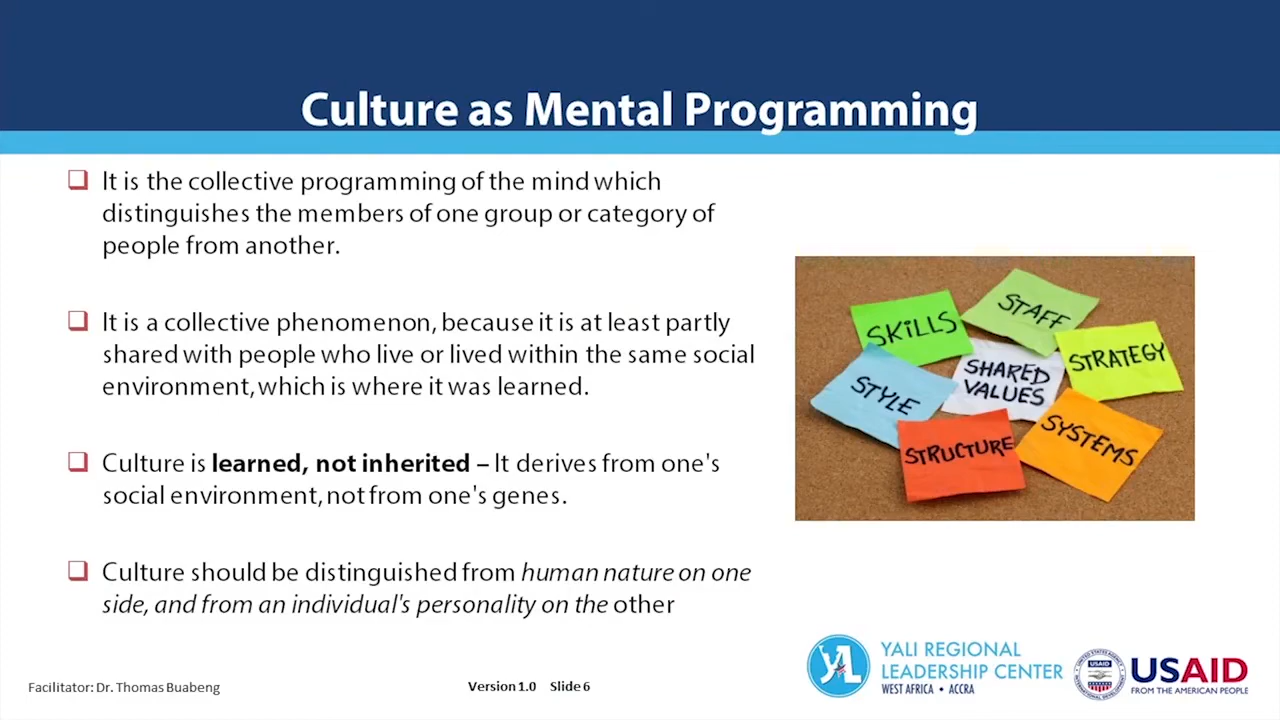 Culture as Mental Programming
❑ It is the collective programming of the mind which
distinguishes the members of one group or category of
people from another.
❑ It is a collective phenomenon, because it is at least partly
shared with people who live or lived within the same social
environment, which is where it was learned.
❑ Culture is learned, not inherited – It derives from one's
social environment, not from one's genes.
❑ Culture should be distinguished from human nature on one
side, and from an individual's personality on the other
SKILLS
STAFF
STRATEGY
SHARED
VALUES
STYLE
STRUCTURE
SYSTEMS
Facilitator: Dr. Thomas Buabeng
Version 1.0 Slide 6
YALI REGIONAL
LEADERSHIP CENTER
WEST AFRICA • ACCRA
USAID
USAID
FROM THE AMERICAN PEOPLE